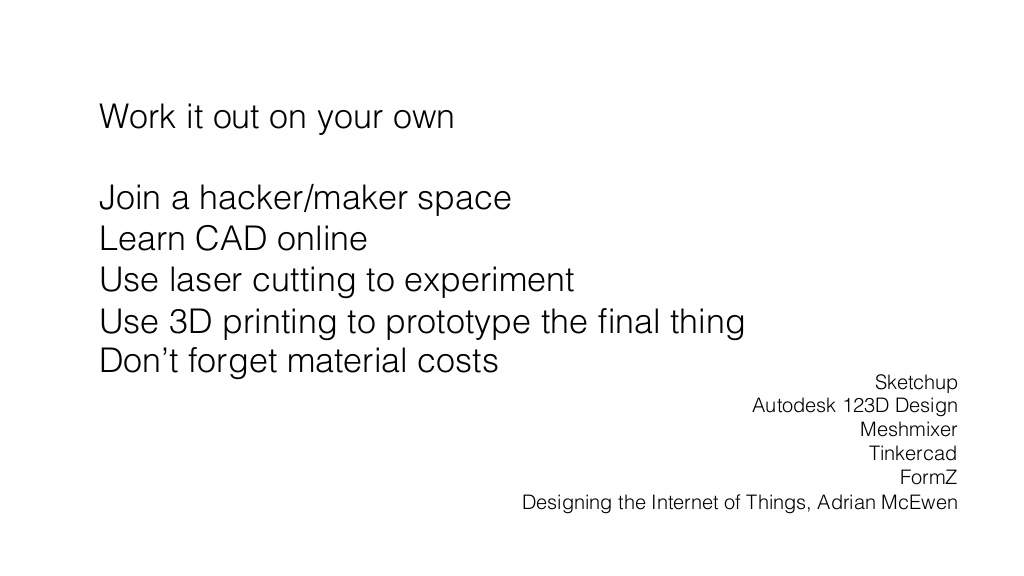 Work it out on your own
Join a hacker/maker space
Learn CAD online
Use laser cutting to experiment
Use 3D printing to prototype the final thing
Don’t forget material costs
Sketchup
Autodesk 123D Design
Meshmixer
Tinkercad
FormZ
Designing the Internet of Things, Adrian McEwen